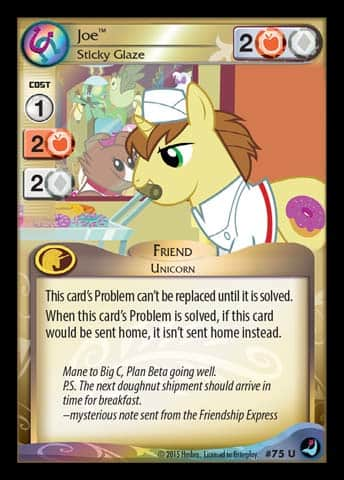 Joe™
Sticky Glaze
2
COST
1
2
2
FRIEND
UNICORN
This card's Problem can't be replaced until it is solved.
When this card's Problem is solved, if this card
would be sent home, it isn't sent home instead.
Mane to Big C, Plan Beta going well.
P.S. The next doughnut shipment should arrive in
time for breakfast.
–mysterious note sent from the Friendship Express
© 2015 Hasbro. Licensed to Enterplay. #75 U